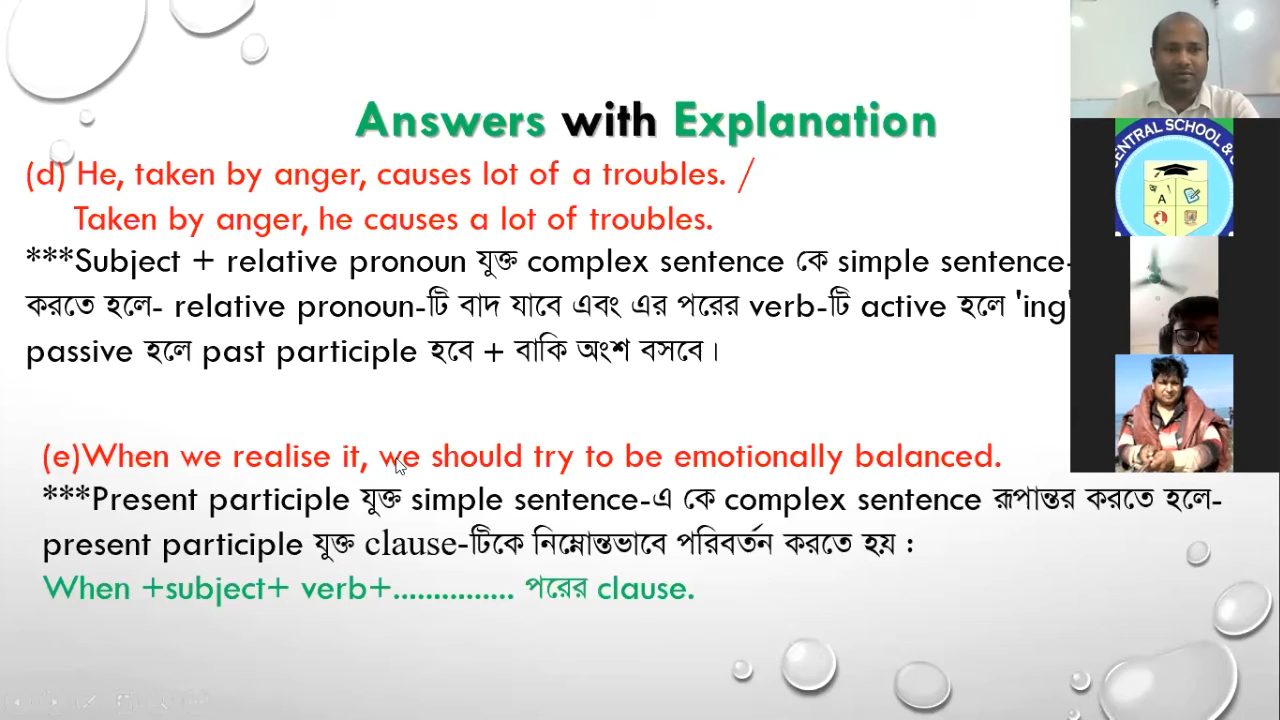 Answers with Explanation
(d) He, taken by anger, causes lot of a troubles. /
Taken by anger, he causes a lot of troubles.
***Subject + relative pronoun যুক্ত complex sentence কে simple sentence-
করতে হলে- relative pronoun-টি বাদ যাবে এবং এর পরের verb-টি active হলে 'ing'
passive হলে past participle হবে + বাকি অংশ বসবে।
(e)When we realise it, we should try to be emotionally balanced.
***Present participle যুক্ত simple sentence-এ কে complex sentence রূপান্তর করতে হলে-
present participle যুক্ত clause-টিকে নিম্নোক্তভাবে পরিবর্তন করতে হয় :
When +subject+ verb+............... পরের clause.
ENTRAL SCHOOL &
অ
A